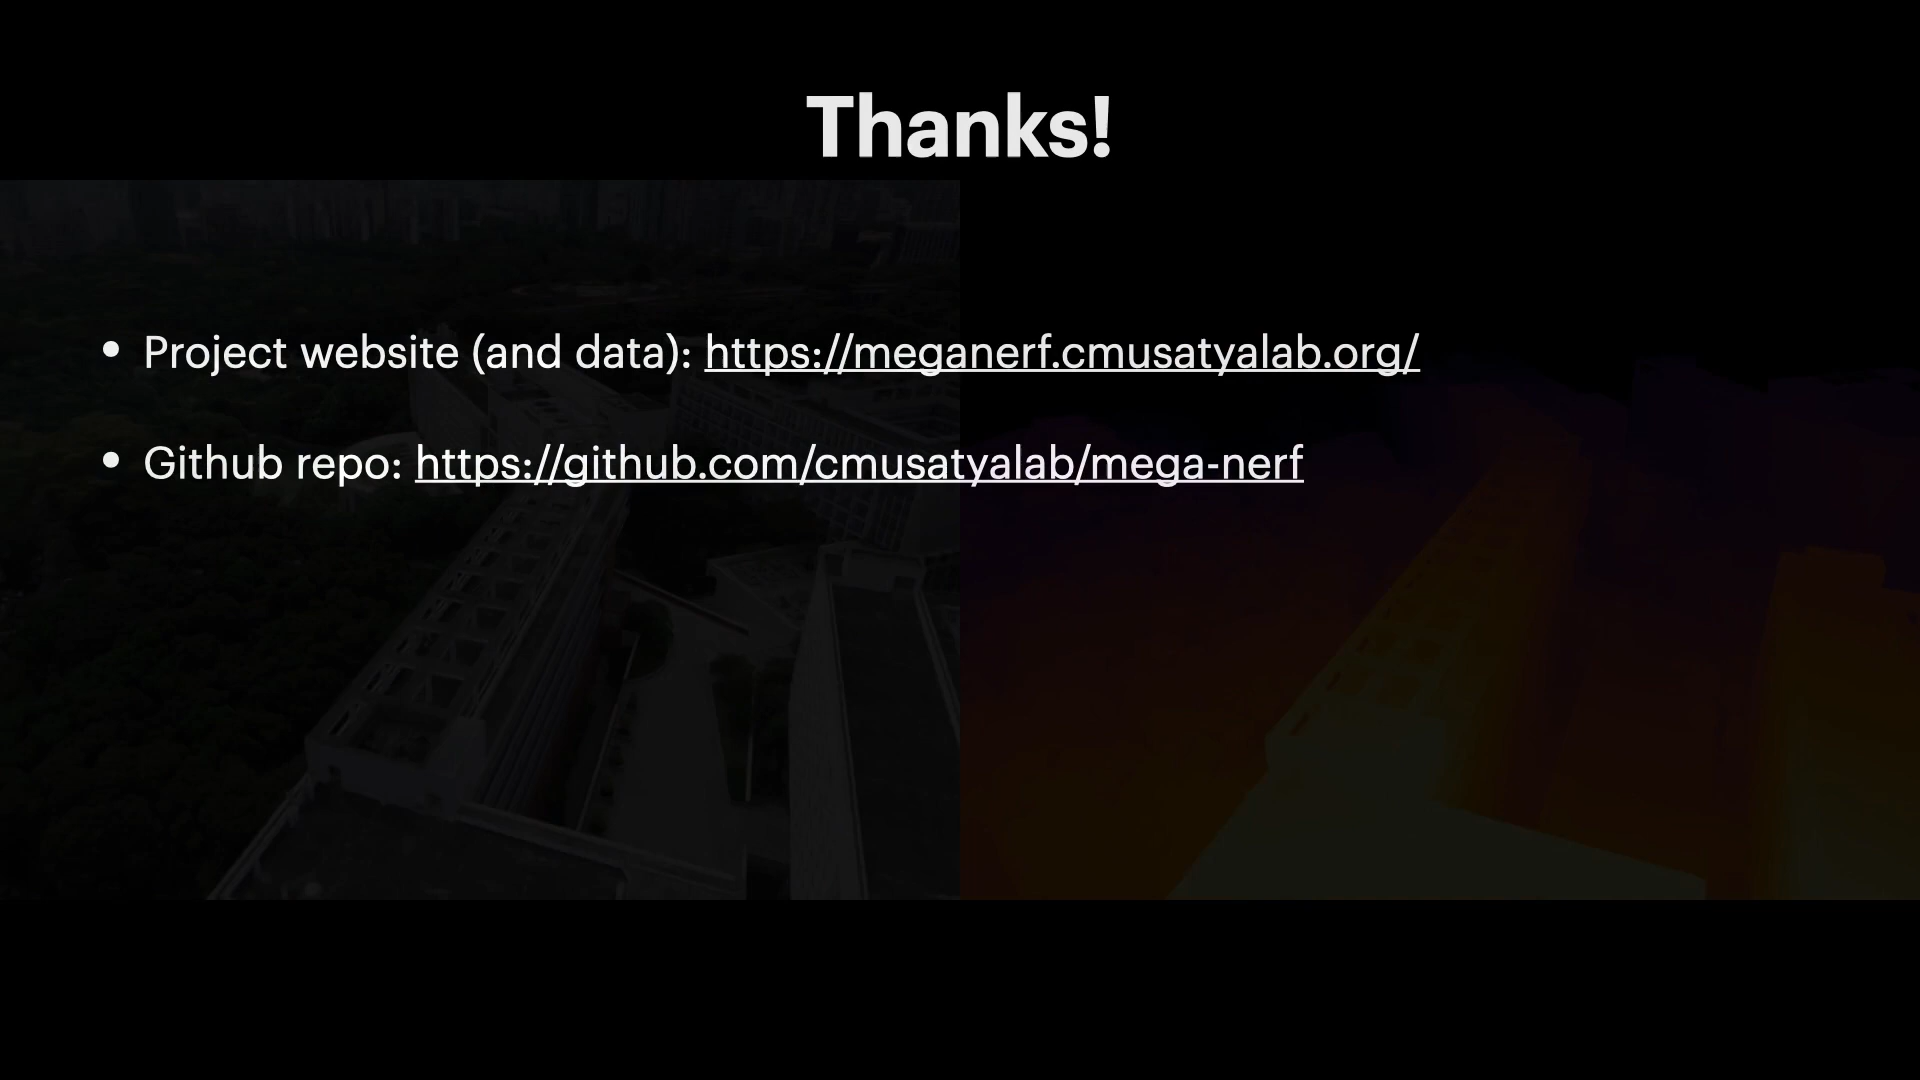 Thanks!
• Project website (and data): https://meganerf.cmusatyalab.org/
• Github repo: https://github.com/cmusatyalab/mega-nerf